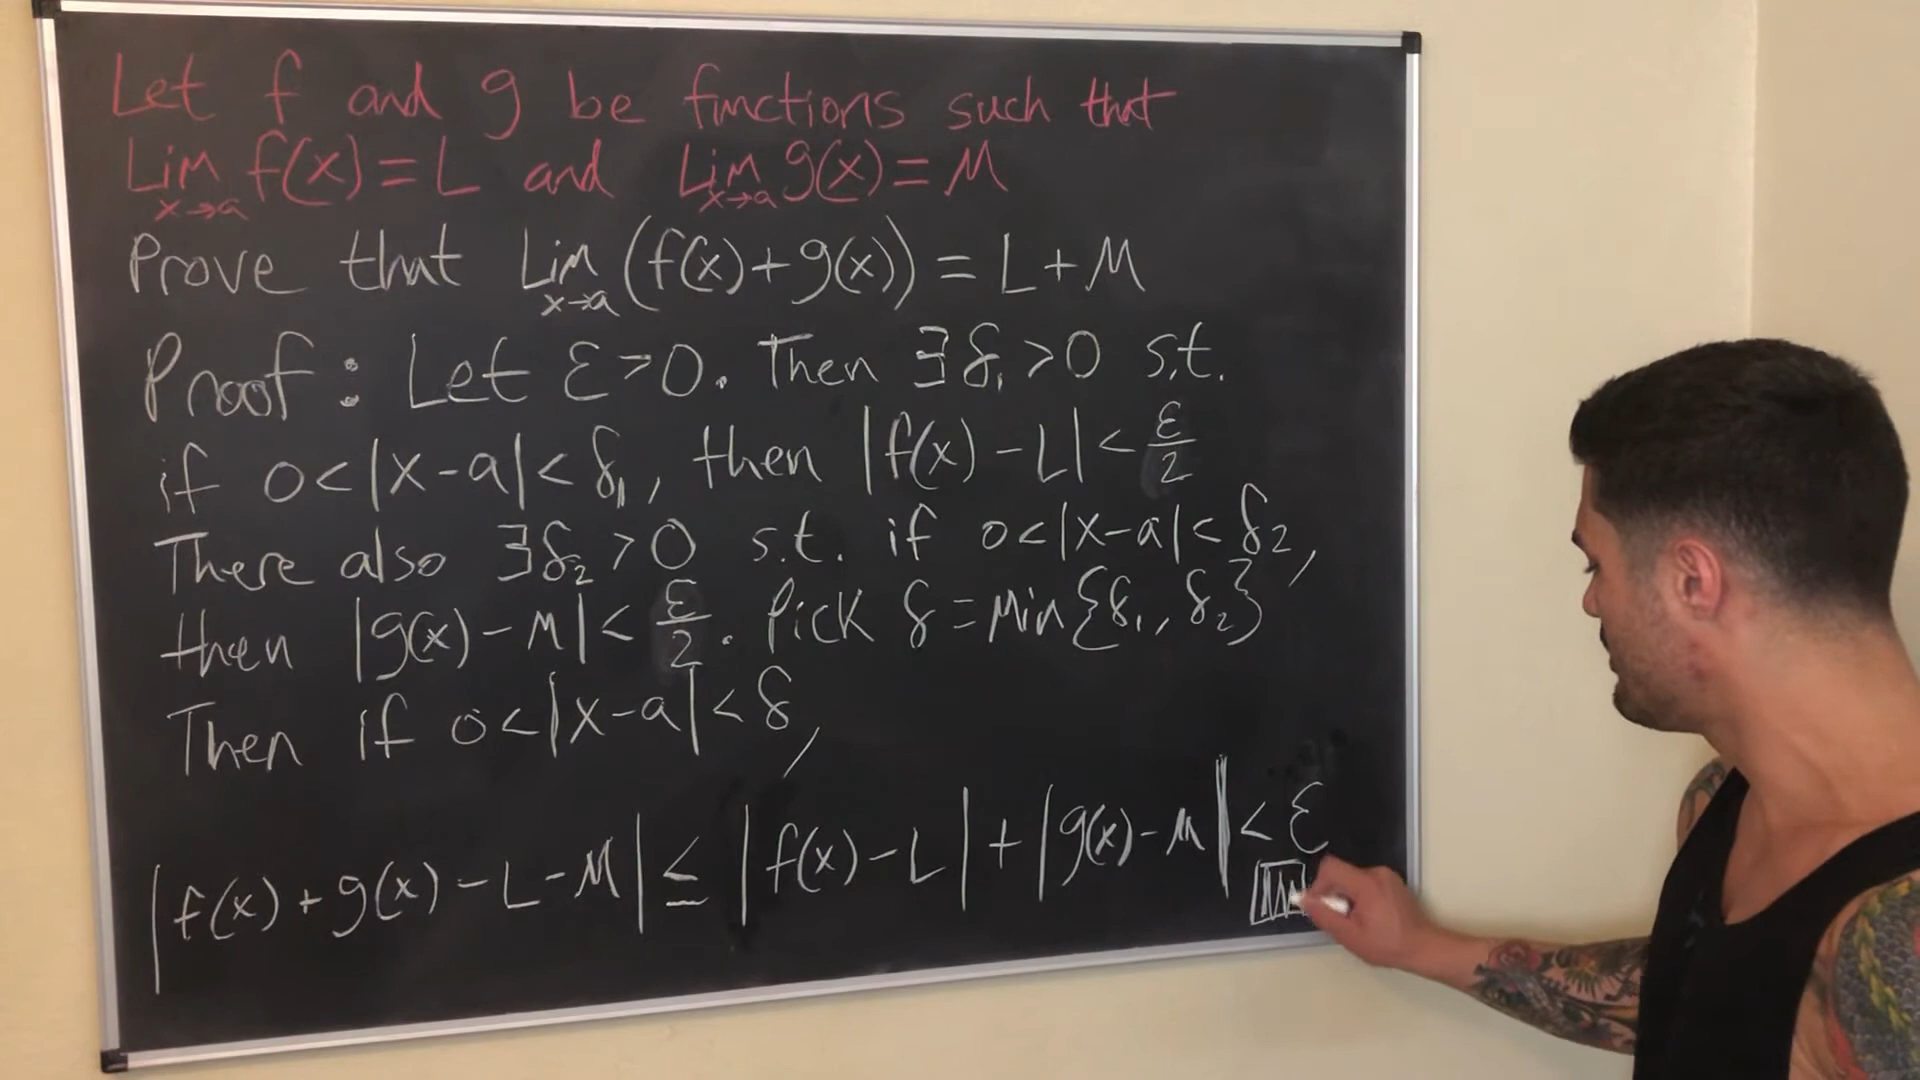 Let f and g be functions such that
Lim x→a f(x) = L and Lim x→a g(x) = M
Prove that Lim x→a (f(x)+g(x)) = L+M
Proof: Let ε>0. Then ∃ δ₁>0 s.t.
if 0<|x-a|<δ₁, then |f(x)-L|< ε/2
There also ∃δ₂>0 s.t. if 0<|x-a|<δ₂,
then |g(x)-M|< ε/2. Pick δ=Min{δ₁, δ₂}
Then if 0<|x-a|<δ,
|f(x)+g(x)-L-M| ≤ |f(x)-L|+|g(x)-M|<ε